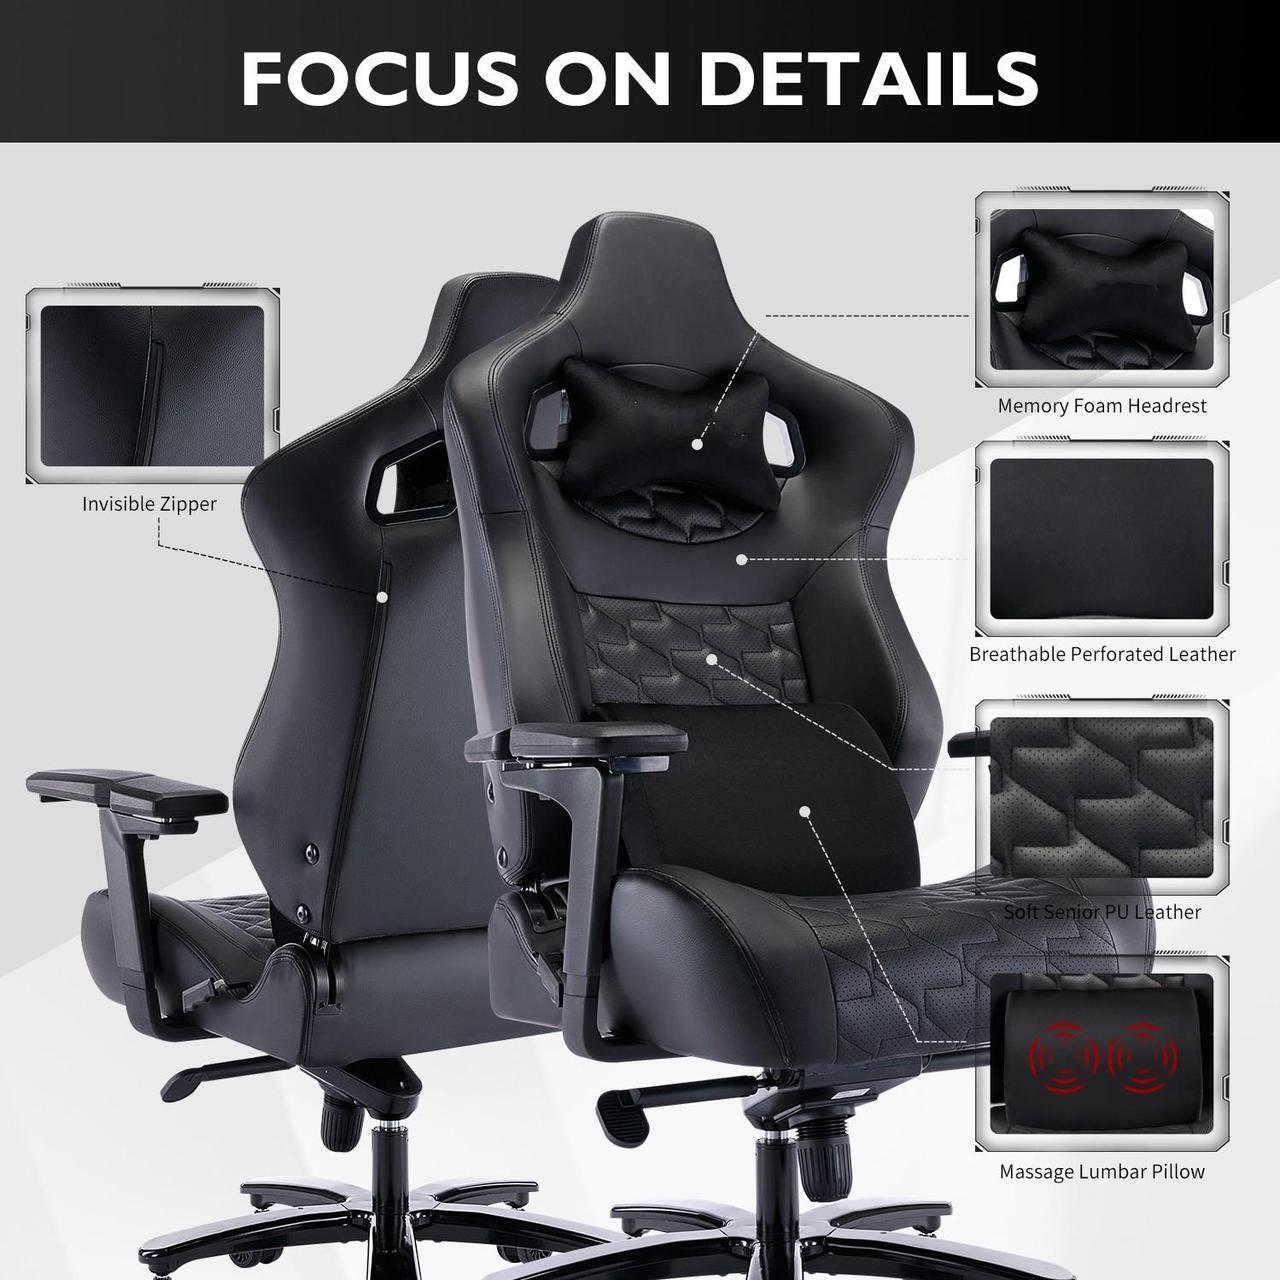 FOCUS ON DETAILS
Memory Foam Headrest
Invisible Zipper
Breathable Perforated Leather
Soft Senior PU Leather
Massage Lumbar Pillow